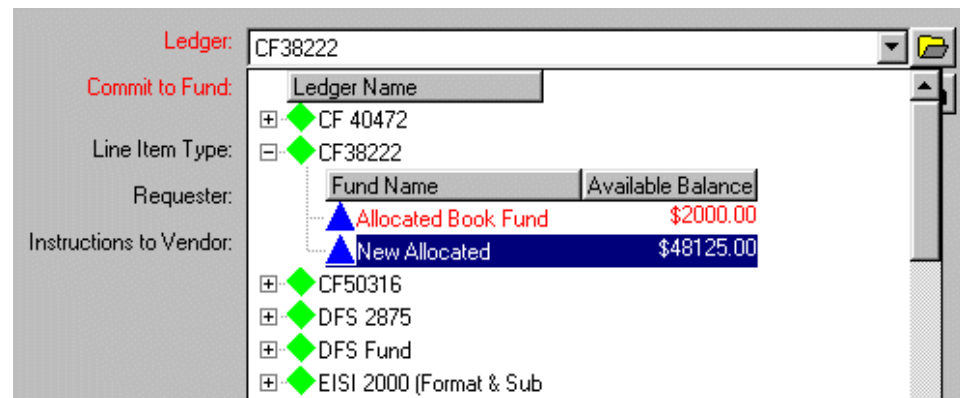 Ledger: CF38222
Commit to Fund: Ledger Name
CF 40472
Line Item Type: CF38222
Requester: Fund Name Available Balance
Allocated Book Fund $2000.00
Instructions to Vendor: New Allocated $48125.00
CF50316
DFS 2875
DFS Fund
EISI 2000 (Format & Sub